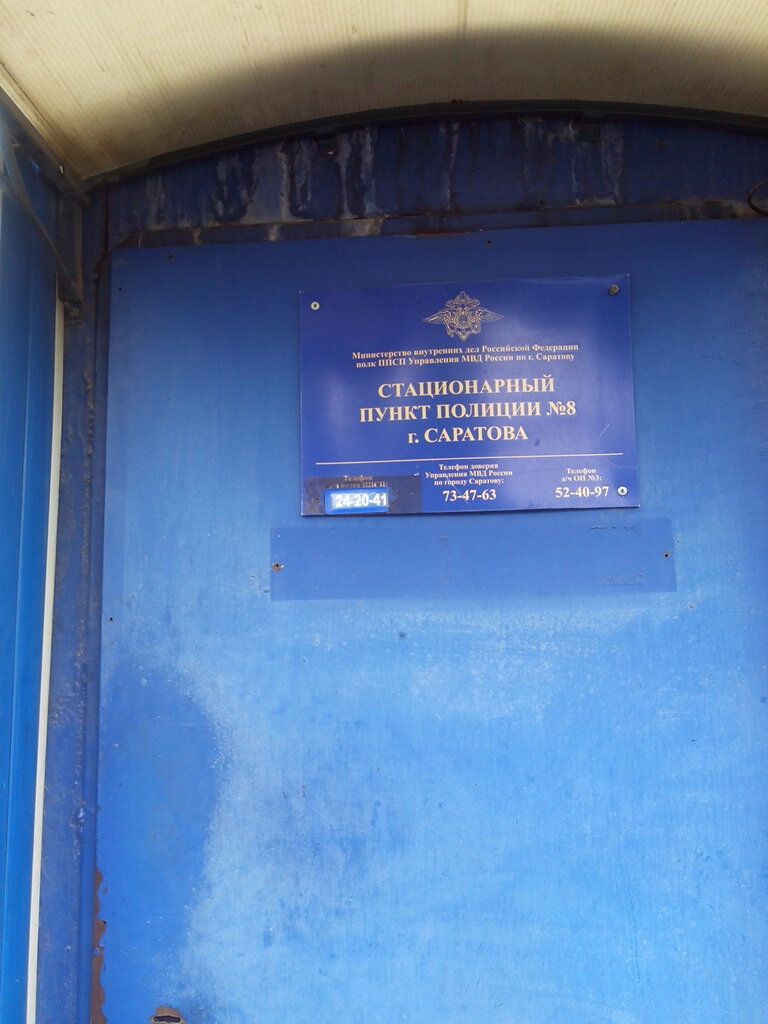 Министерство внутренних дел Российской Федерации
полк ППСП Управления МВД России по г. Саратову
СТАЦИОНАРНЫЙ
ПУНКТ ПОЛИЦИИ №8
г. САРАТОВА
Телефон
24-20-41
Телефон доверия
Управления МВД России
по городу Саратову:
73-47-63
Телефон
д/ч ОП №3:
52-40-97